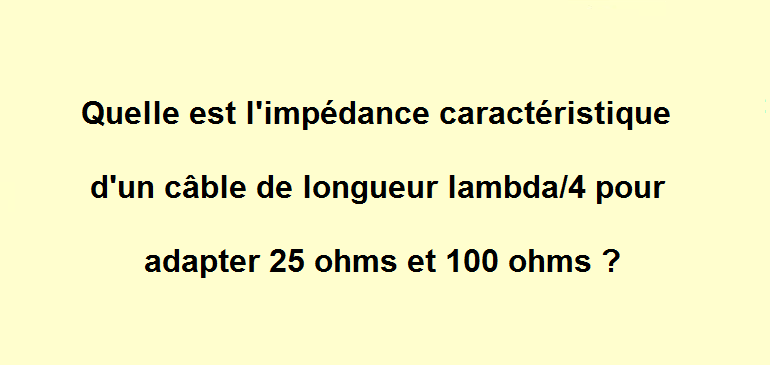 Quelle est l'impédance caractéristique
d'un câble de longueur lambda/4 pour
adapter 25 ohms et 100 ohms ?